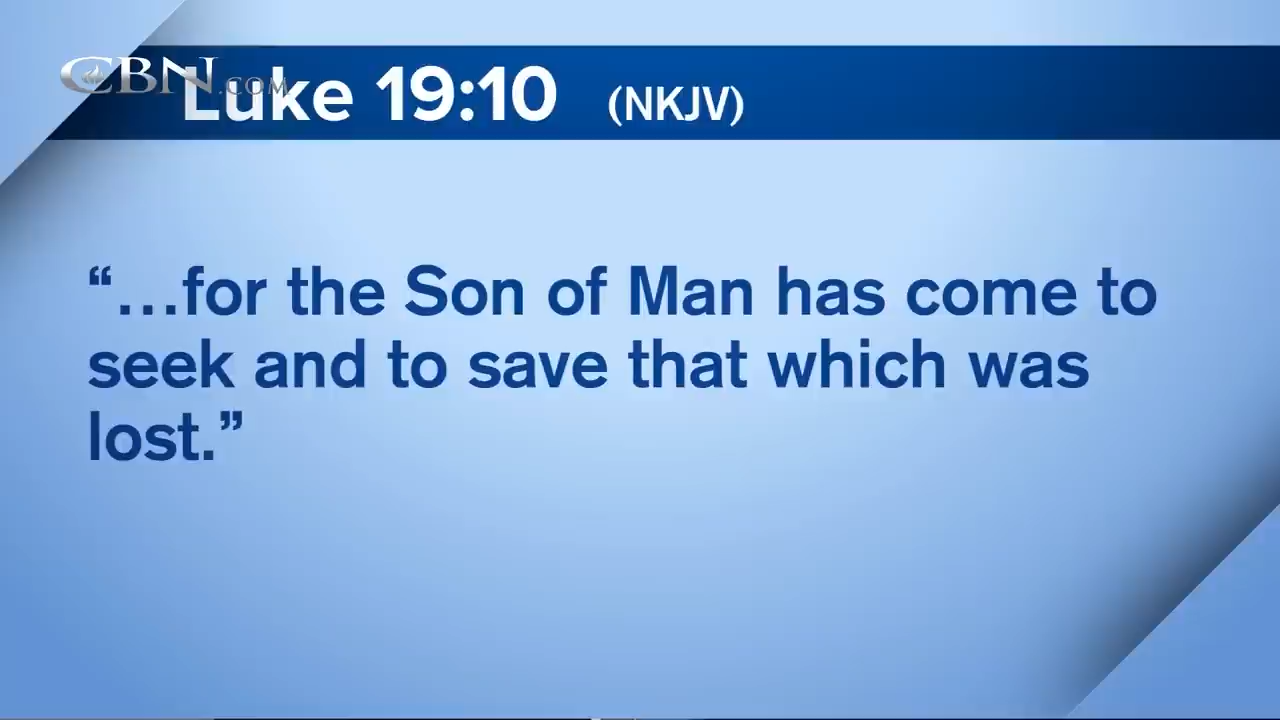 CBN.COM
Luke 19:10 (NKJV)
“...for the Son of Man has come to
seek and to save that which was
lost.”